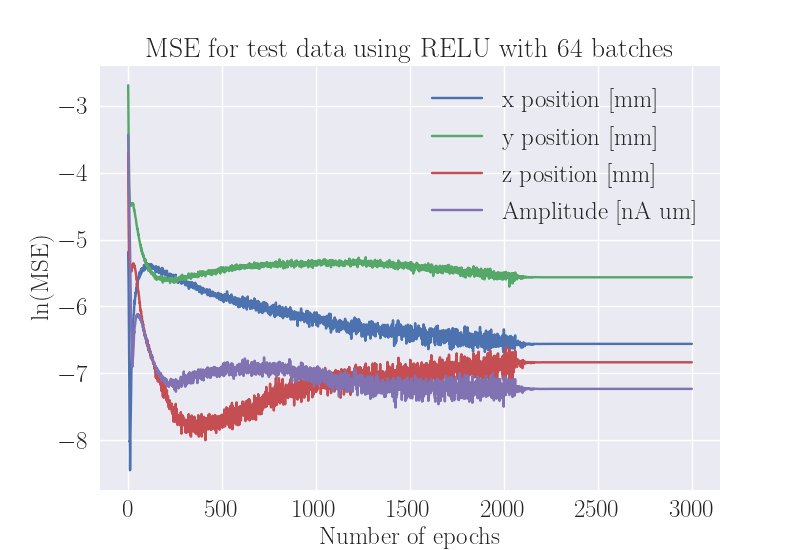 MSE for test data using RELU with 64 batches
x position [mm]
y position [mm]
z position [mm]
Amplitude [nA um]
ln(MSE)
−3
−4
−5
−6
−7
−8
0 500 1000 1500 2000 2500 3000
Number of epochs